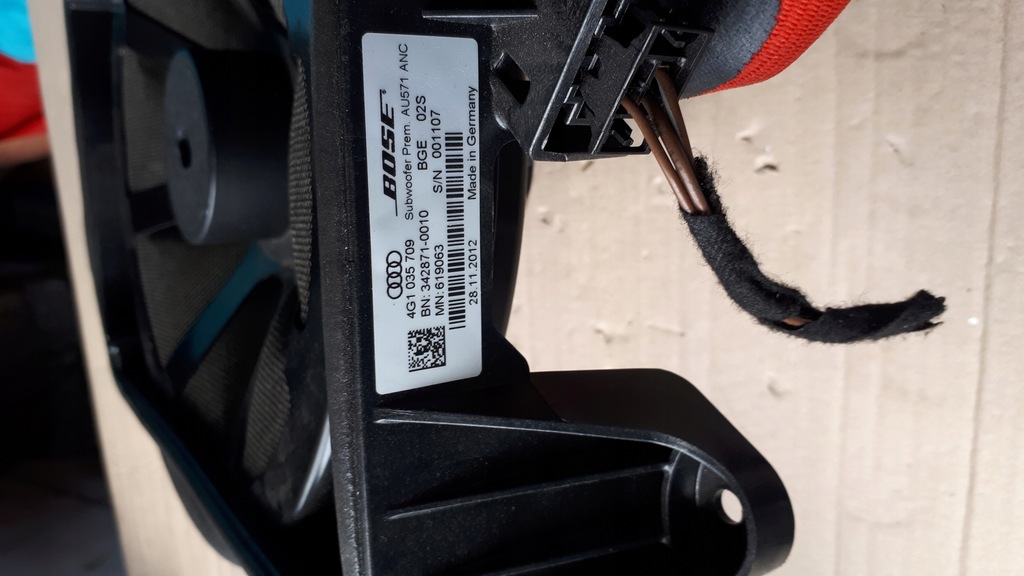 BOSE
4G1 035 709 Subwoofer Prem. AU571 ANC
BN: 342871-0010 BGE 02S
MN: 619063 S/N 001107
28.11.2012 Made in Germany